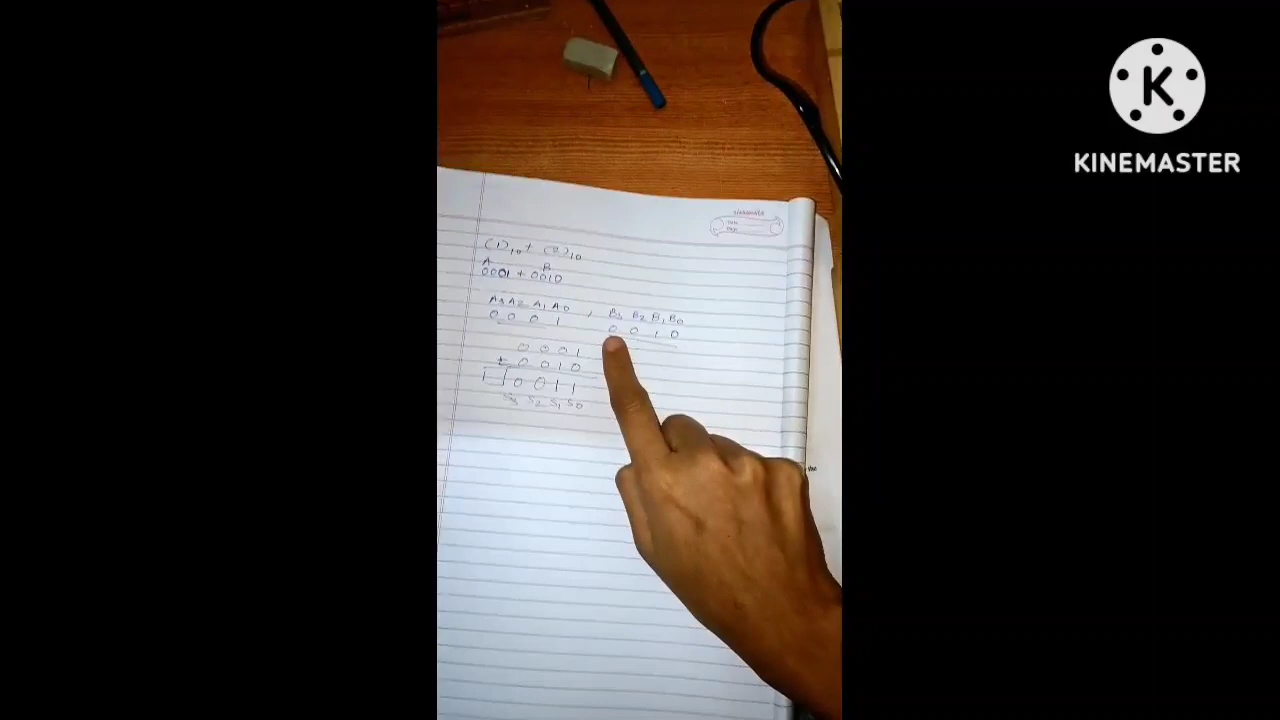 (1)₁₀ + (2)₁₀
A B
0001 + 0010
A3 A2 A1 A0 , B3 B2 B1 B0
0 0 0 1 0 0 1 0
0 0 0 1
+ 0 0 1 0
0 0 1 1
S3 S2 S1 S0
K
KINEMASTER